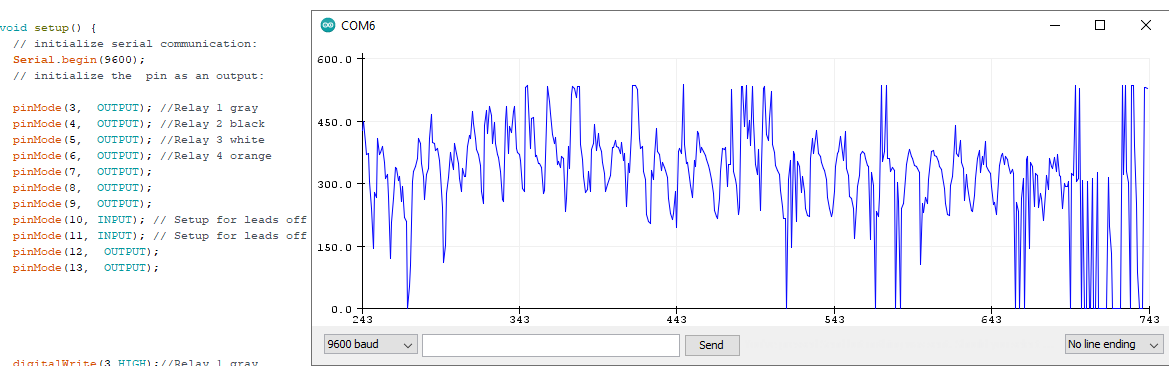 void setup() {
// initialize serial communication:
Serial.begin(9600);
// initialize the  pin as an output:
pinMode(3,  OUTPUT); //Relay 1 gray
pinMode(4,  OUTPUT); //Relay 2 black
pinMode(5,  OUTPUT); //Relay 3 white
pinMode(6,  OUTPUT); //Relay 4 orange
pinMode(7,  OUTPUT);
pinMode(8,  OUTPUT);
pinMode(9,  OUTPUT);
pinMode(10, INPUT); // Setup for leads off
pinMode(11, INPUT); // Setup for leads off
pinMode(12,  OUTPUT);
pinMode(13,  OUTPUT);
digitalWrite(3,HIGH);//Relay 1 gray
COM6
600.0
450.0
300.0
150.0
0.0
243 343 443 543 643 743
9600 baud Send No line ending